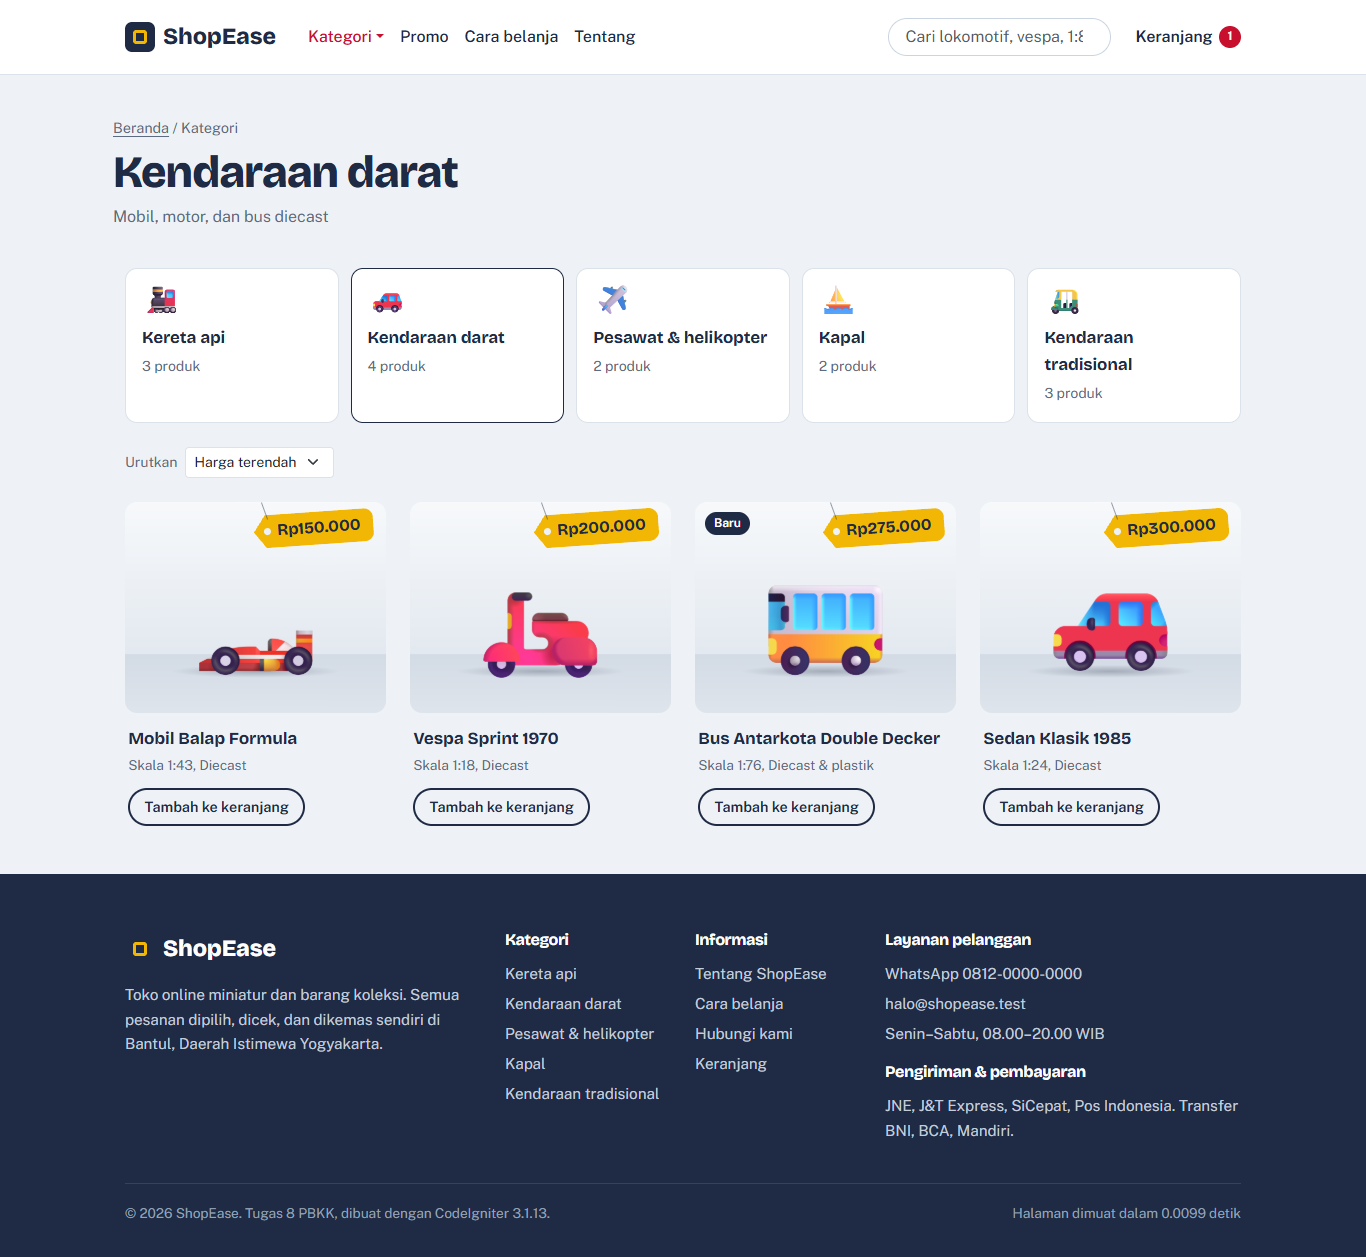 ShopEase
Kategori
Promo
Cara belanja
Tentang
Cari lokomotif, vespa, 1:8
Keranjang 1
Beranda / Kategori
Kendaraan darat
Mobil, motor, dan bus diecast
Kereta api
3 produk
Kendaraan darat
4 produk
Pesawat & helikopter
2 produk
Kapal
2 produk
Kendaraan
tradisional
3 produk
Urutkan
Harga terendah
Rp150.000
Mobil Balap Formula
Skala 1:43, Diecast
Tambah ke keranjang
Rp200.000
Vespa Sprint 1970
Skala 1:18, Diecast
Tambah ke keranjang
Baru
Rp275.000
Bus Antarkota Double Decker
Skala 1:76, Diecast & plastik
Tambah ke keranjang
Rp300.000
Sedan Klasik 1985
Skala 1:24, Diecast
Tambah ke keranjang
ShopEase
Toko online miniatur dan barang koleksi. Semua
pesanan dipilih, dicek, dan dikemas sendiri di
Bantul, Daerah Istimewa Yogyakarta.
Kategori
Kereta api
Kendaraan darat
Pesawat & helikopter
Kapal
Kendaraan tradisional
Informasi
Tentang ShopEase
Cara belanja
Hubungi kami
Keranjang
Layanan pelanggan
WhatsApp 0812-0000-0000
halo@shopease.test
Senin–Sabtu, 08.00–20.00 WIB
Pengiriman & pembayaran
JNE, J&T Express, SiCepat, Pos Indonesia. Transfer
BNI, BCA, Mandiri.
© 2026 ShopEase. Tugas 8 PBKK, dibuat dengan CodeIgniter 3.1.13.
Halaman dimuat dalam 0.0099 detik